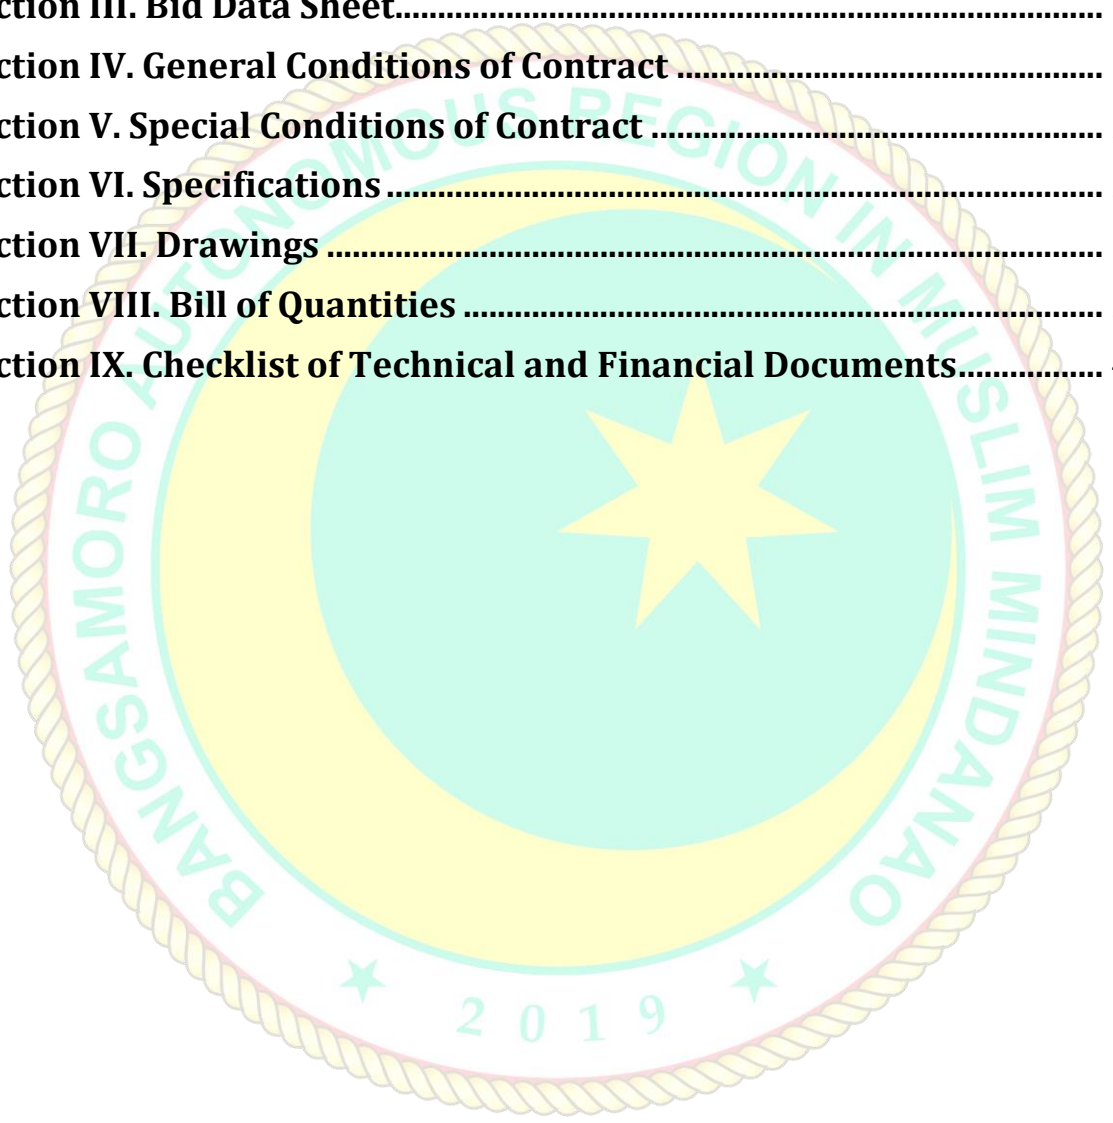 ction III. Bid Data Sheet..............................................................................................
ction IV. General Conditions of Contract ............................................................
ction V. Special Conditions of Contract ................................................................
ction VI. Specifications ...............................................................................................
ction VII. Drawings ......................................................................................................
ction VIII. Bill of Quantities ......................................................................................
ction IX. Checklist of Technical and Financial Documents.................
BANGSAMORO AUTONOMOUS REGION IN MUSLIM MINDANAO
2019